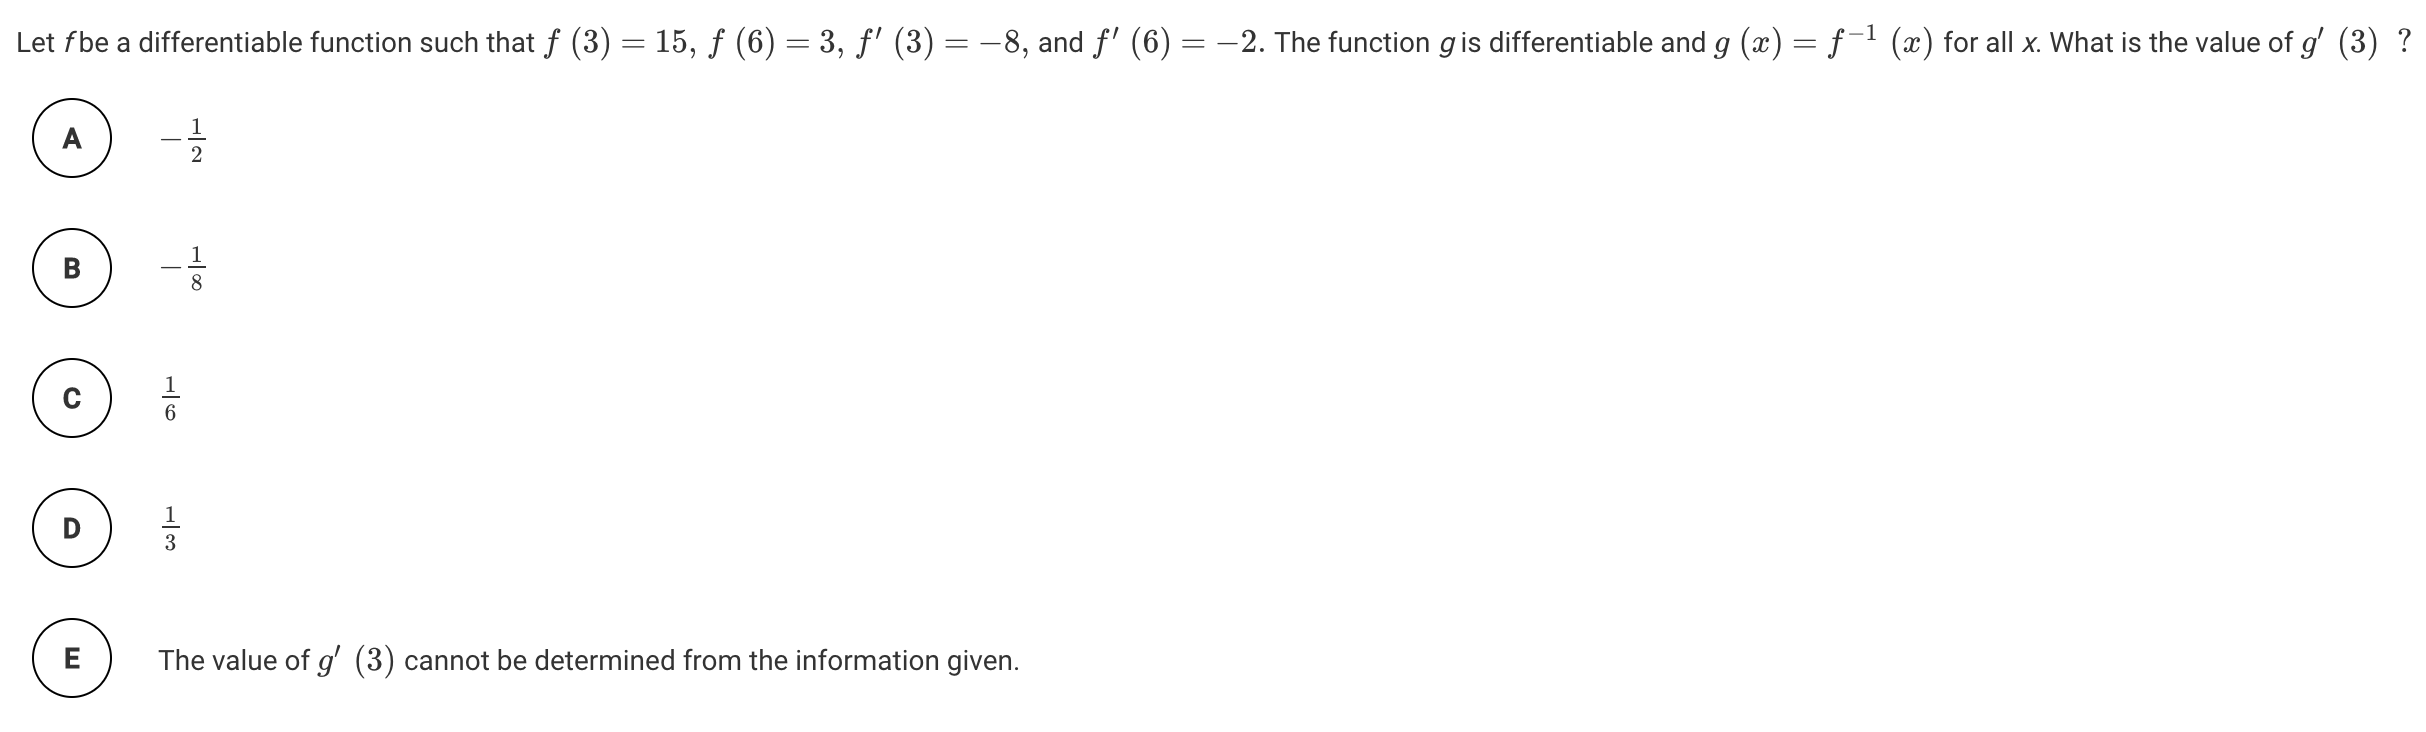 Let f be a differentiable function such that f (3) = 15, f (6) = 3, f′ (3) = −8, and f′ (6) = −2. The function g is differentiable and g (x) = f⁻¹ (x) for all x. What is the value of g′ (3) ?
A −1/2
B −1/8
C 1/6
D 1/3
E The value of g′ (3) cannot be determined from the information given.